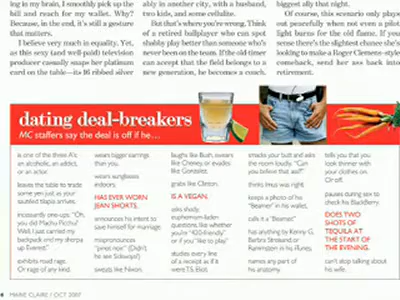 ing in my brain, I smoothly pick up the
bill and reach for my wallet. Why?
Because, in the end, it's still a gesture
that matters.
I believe very much in equality. Yet,
as this sexy (and well-paid) television
producer casually snaps her platinum
card on the table—its 16 ribbed silver
ably in another city, with a husband,
two kids, and some cellulite.
But that's where you're wrong. Think
of a retired ballplayer who can spot
shabby play better than someone who's
never been on the team. If the old-timer
can accept that the field belongs to a
new generation, he becomes a coach.
biggest ally that night.
Of course, this scenario only plays
out peacefully when not even a pilot
light burns for the old flame. If you
sense there's the slightest chance she's
looking to make a Roger Clemens-style
comeback, send her ass back into
retirement.
dating deal-breakers
MC staffers say the deal is off if he…
is one of the three A's:
an alcoholic, an addict,
or an actor.
leaves the table to trade
some yen just as your
sautéed tilapia arrives.
incessantly one-ups: "Oh,
you did Machu Picchu?
Well, I just carried my
backpack and my sherpa
up Everest."
exhibits road rage.
Or rage of any kind.
wears bigger earrings
than you.
wears sunglasses
indoors.
HAS EVER WORN
JEAN SHORTS.
announces his intent to
save himself for marriage.
mispronounces
"pinot noir" (Didn't
he see Sideways?)
sweats like Nixon.
laughs like Bush, swears
like Cheney, or evades
like Gonzalez.
grabs like Clinton.
IS A VEGAN.
asks shady,
euphemism-laden
questions, like whether
you're "420-friendly"
or if you "like to play."
studies every line
of a receipt as if it
were T.S. Eliot.
smacks your butt and asks
the room loudly, "Can
you believe that ass?"
thinks Imus was right.
keeps a photo of his
"Beamer" in his wallet.
calls it a "Beamer."
has anything by Kenny G,
Barbra Streisand, or
Rammstein in his iTunes.
names any part of
his anatomy.
tells you that you
look thinner with
your clothes on.
Or off.
pauses during sex to
check his BlackBerry.
DOES TWO
SHOTS OF
TEQUILA AT
THE START OF
THE EVENING.
can't stop talking about
his wife.
MARIE CLAIRE / OCT 2007